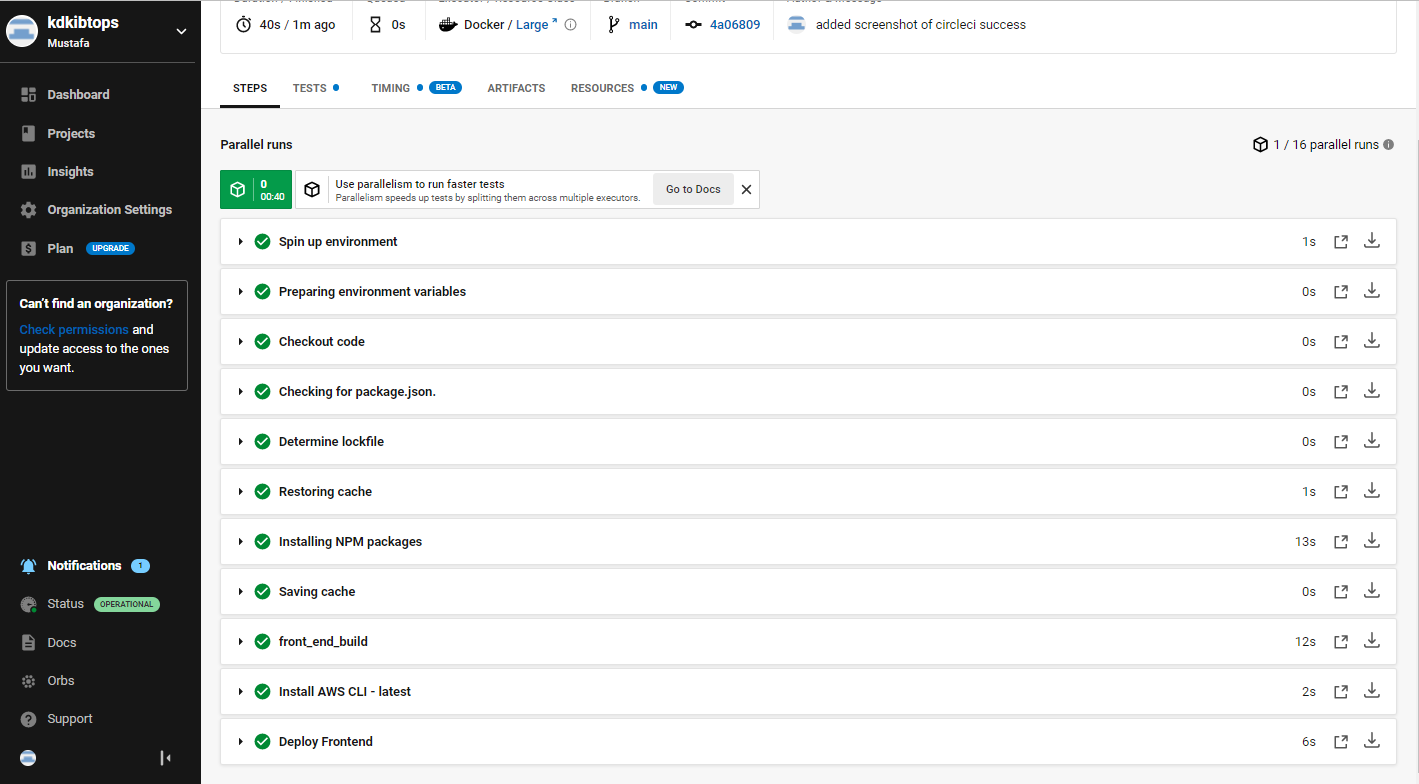 kdkibtops
Mustafa
Dashboard
Projects
Insights
Organization Settings
Plan UPGRADE
Can't find an organization?
Check permissions and
update access to the ones
you want.
Notifications 1
Status OPERATIONAL
Docs
Orbs
Support
40s / 1m ago
0s
Docker / Large
main
4a06809
added screenshot of circleci success
STEPS
TESTS
TIMING BETA
ARTIFACTS
RESOURCES NEW
Parallel runs
1 / 16 parallel runs
0
00:40
Use parallelism to run faster tests
Parallelism speeds up tests by splitting them across multiple executors.
Go to Docs
Spin up environment 1s
Preparing environment variables 0s
Checkout code 0s
Checking for package.json. 0s
Determine lockfile 0s
Restoring cache 1s
Installing NPM packages 13s
Saving cache 0s
front_end_build 12s
Install AWS CLI - latest 2s
Deploy Frontend 6s